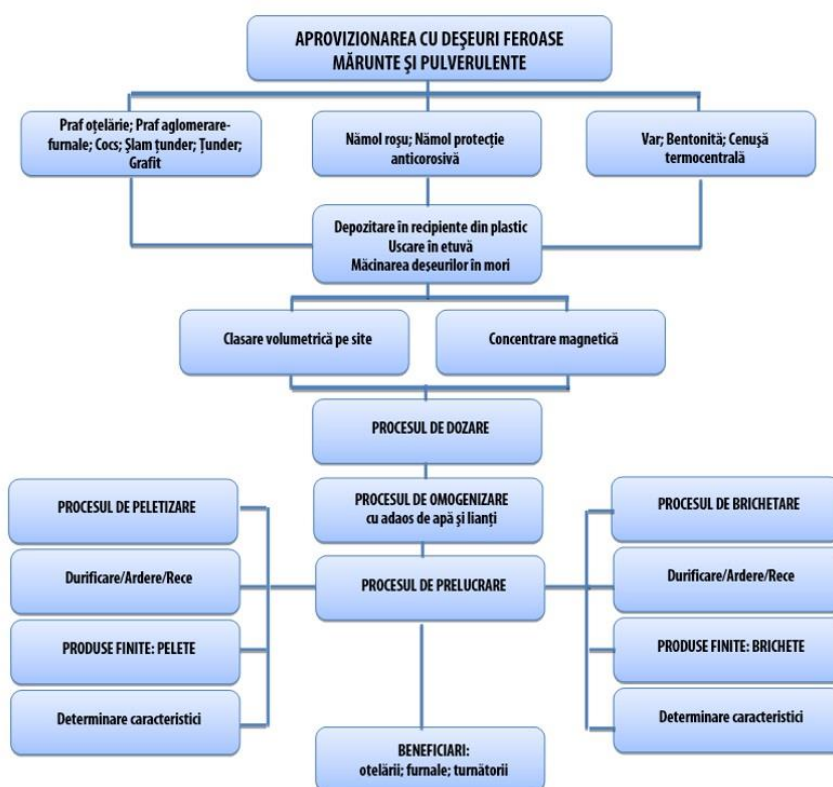 APROVIZIONAREA CU DEŞEURI FEROASE
MĂRUNTE ŞI PULVERULENTE
Praf oţelărie; Praf aglomerare-
furnale; Cocs; Şlam ţunder; Ţunder;
Grafit
Nămol roşu; Nămol protecţie
anticorosivă
Var; Bentonită; Cenuşă
termocentrală
Depozitare în recipiente din plastic
Uscare în etuvă
Măcinarea deşeurilor în mori
Clasare volumetrică pe site
Concentrare magnetică
PROCESUL DE DOZARE
PROCESUL DE PELETIZARE
PROCESUL DE OMOGENIZARE
cu adaos de apă şi lianţi
PROCESUL DE BRICHETARE
Durificare/Ardere/Rece
PROCESUL DE PRELUCRARE
Durificare/Ardere/Rece
PRODUSE FINITE: PELETE
PRODUSE FINITE: BRICHETE
Determinare caracteristici
Determinare caracteristici
BENEFICIARI:
otelării; furnale; turnătorii